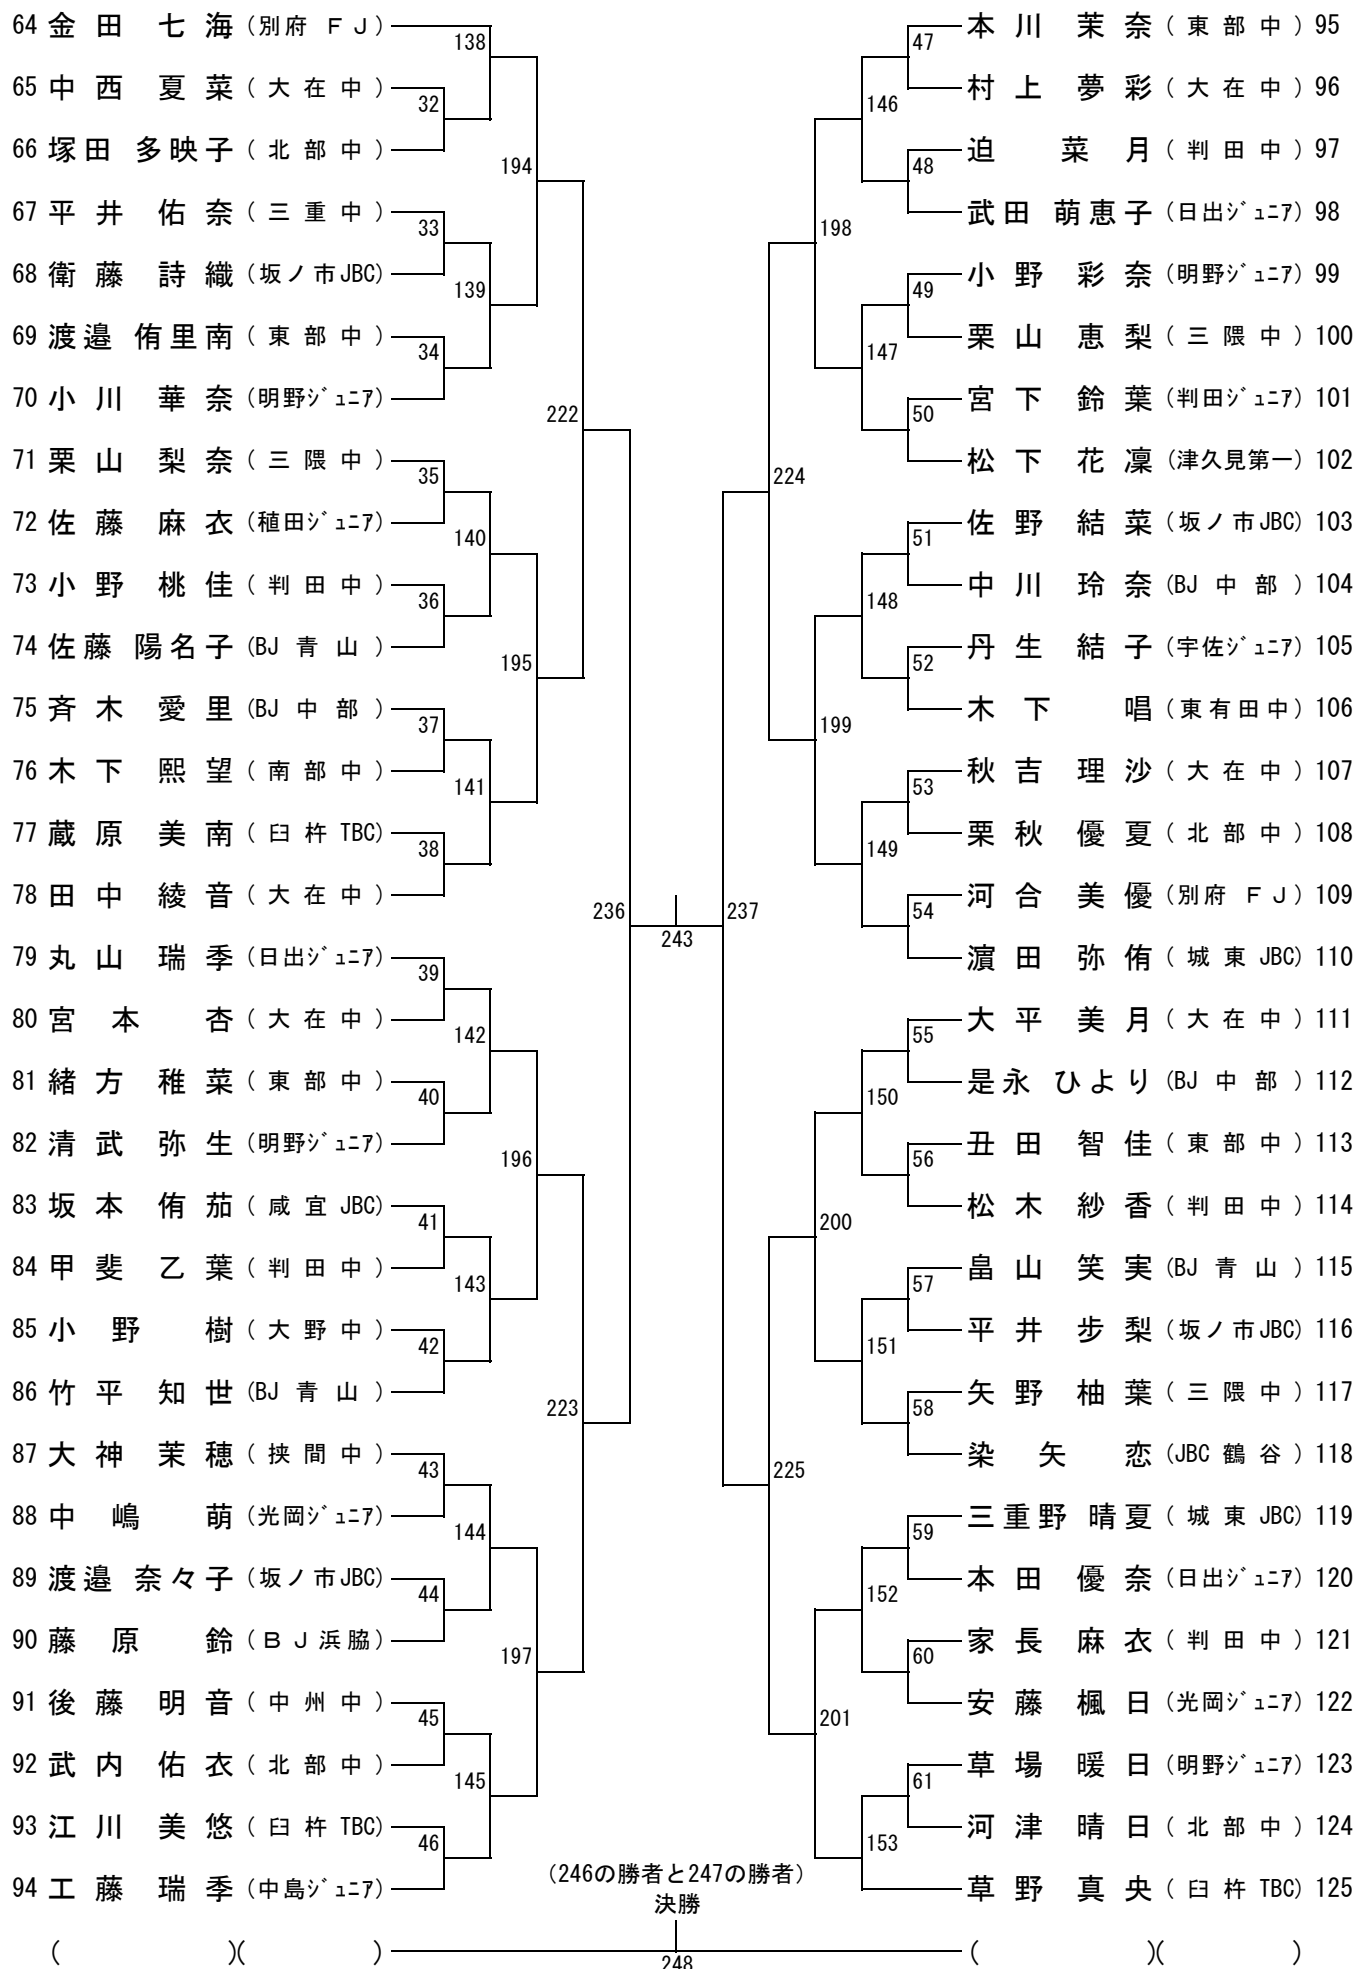 64 金田 七海 (別府 ＦＪ)
65 中西 夏菜 (大在中)
66 塚田 多映子 (北部中)
67 平井 佑奈 (三重中)
68 衛藤 詩織 (坂ノ市JBC)
69 渡邉 侑里南 (東部中)
70 小川 華奈 (明野ｼﾞｭﾆｱ)
71 栗山 梨奈 (三隈中)
72 佐藤 麻衣 (稙田ｼﾞｭﾆｱ)
73 小野 桃佳 (判田中)
74 佐藤 陽名子 (BJ 青山)
75 斉木 愛里 (BJ 中部)
76 木下 熙望 (南部中)
77 蔵原 美南 (臼杵 TBC)
78 田中 綾音 (大在中)
79 丸山 瑞季 (日出ｼﾞｭﾆｱ)
80 宮本 杏 (大在中)
81 緒方 稚菜 (東部中)
82 清武 弥生 (明野ｼﾞｭﾆｱ)
83 坂本 侑茄 (咸宜 JBC)
84 甲斐 乙葉 (判田中)
85 小野 樹 (大野中)
86 竹平 知世 (BJ 青山)
87 大神 茉穂 (挾間中)
88 中嶋 萌 (光岡ｼﾞｭﾆｱ)
89 渡邉 奈々子 (坂ノ市JBC)
90 藤原 鈴 (ＢＪ浜脇)
91 後藤 明音 (中州中)
92 武内 佑衣 (北部中)
93 江川 美悠 (臼杵 TBC)
94 工藤 瑞季 (中島ｼﾞｭﾆｱ)
32
33
34
35
36
37
38
39
40
41
42
43
44
45
46
138
139
140
141
142
143
144
145
194
195
196
197
222
223
236
243
237
224
225
198
199
200
201
146
147
148
149
150
151
152
153
47
48
49
50
51
52
53
54
55
56
57
58
59
60
61
本川 茉奈 (東部中) 95
村上 夢彩 (大在中) 96
迫 菜月 (判田中) 97
武田 萌恵子 (日出ｼﾞｭﾆｱ) 98
小野 彩奈 (明野ｼﾞｭﾆｱ) 99
栗山 恵梨 (三隈中) 100
宮下 鈴葉 (判田ｼﾞｭﾆｱ) 101
松下 花凜 (津久見第一) 102
佐野 結菜 (坂ノ市JBC) 103
中川 玲奈 (BJ 中部) 104
丹生 結子 (宇佐ｼﾞｭﾆｱ) 105
木下 唱 (東有田中) 106
秋吉 理沙 (大在中) 107
栗秋 優夏 (北部中) 108
河合 美優 (別府 ＦＪ) 109
濵田 弥侑 (城東 JBC) 110
大平 美月 (大在中) 111
是永 ひより (BJ 中部) 112
丑田 智佳 (東部中) 113
松木 紗香 (判田中) 114
畠山 笑実 (BJ 青山) 115
平井 歩梨 (坂ノ市JBC) 116
矢野 柚葉 (三隈中) 117
染矢 恋 (JBC 鶴谷) 118
三重野 晴夏 (城東 JBC) 119
本田 優奈 (日出ｼﾞｭﾆｱ) 120
家長 麻衣 (判田中) 121
安藤 楓日 (光岡ｼﾞｭﾆｱ) 122
草場 暖日 (明野ｼﾞｭﾆｱ) 123
河津 晴日 (北部中) 124
草野 真央 (臼杵 TBC) 125
(246の勝者と247の勝者)
決勝
(　　　)(　　　)
248
(　　　)(　　　)